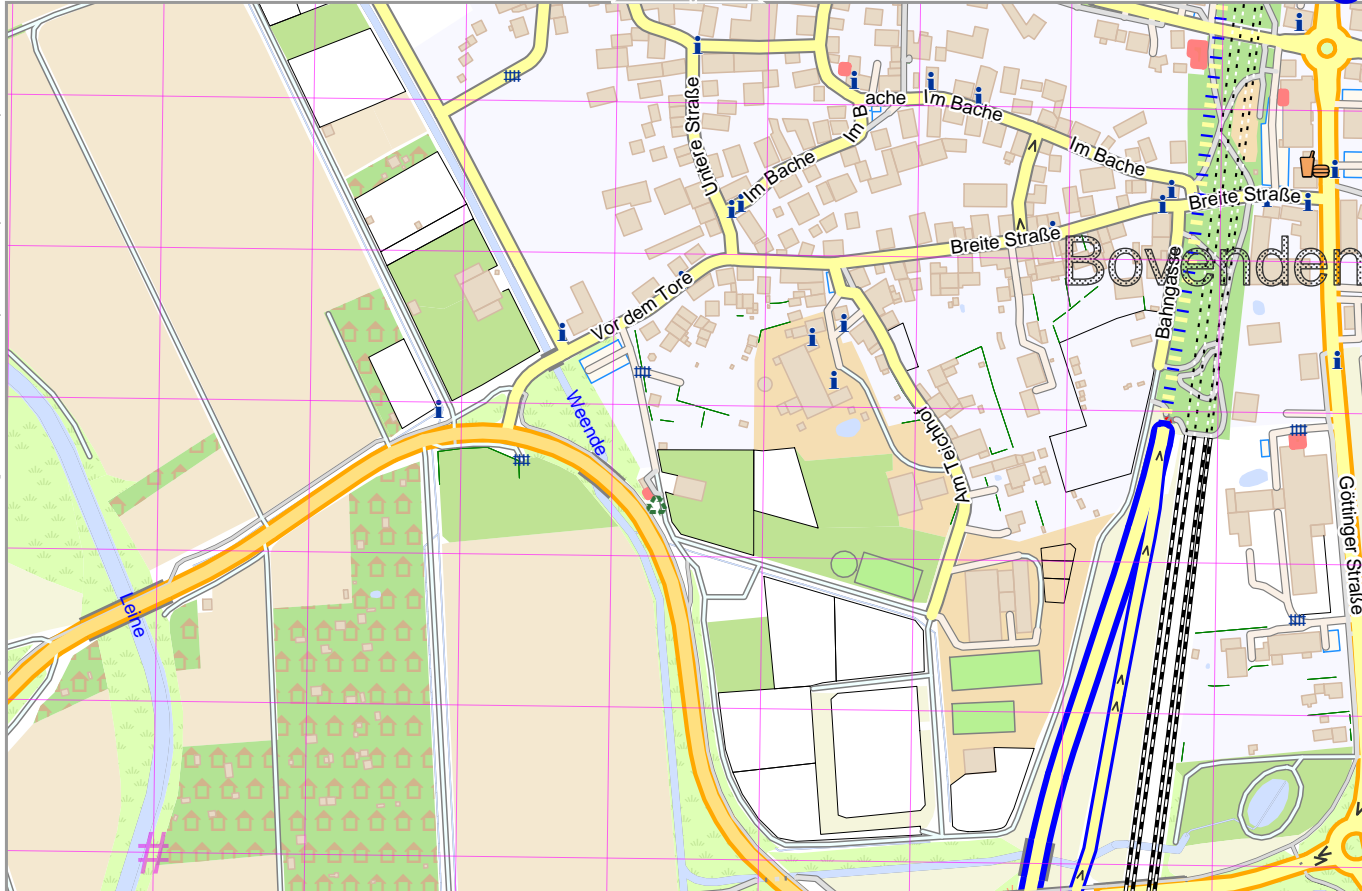 Untere Straße
Im Bache
Im Bache
Im Bache
Im Bache
Breite Straße
Breite Straße
Bovenden
Bahngasse
Vor dem Tore
Weende
Am Teichhof
Göttinger Straße
Leine